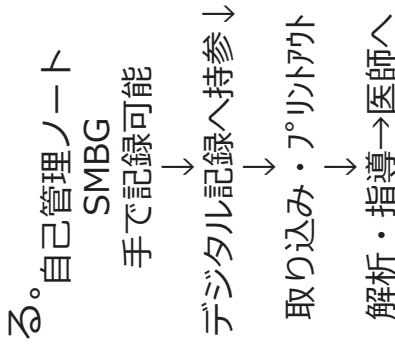 る。
自己管理ノート
SMBG
手で記録可能
↓
デジタル記録へ持参→
↓
取り込み・プリントアウト
↓
解析・指導→医師へ